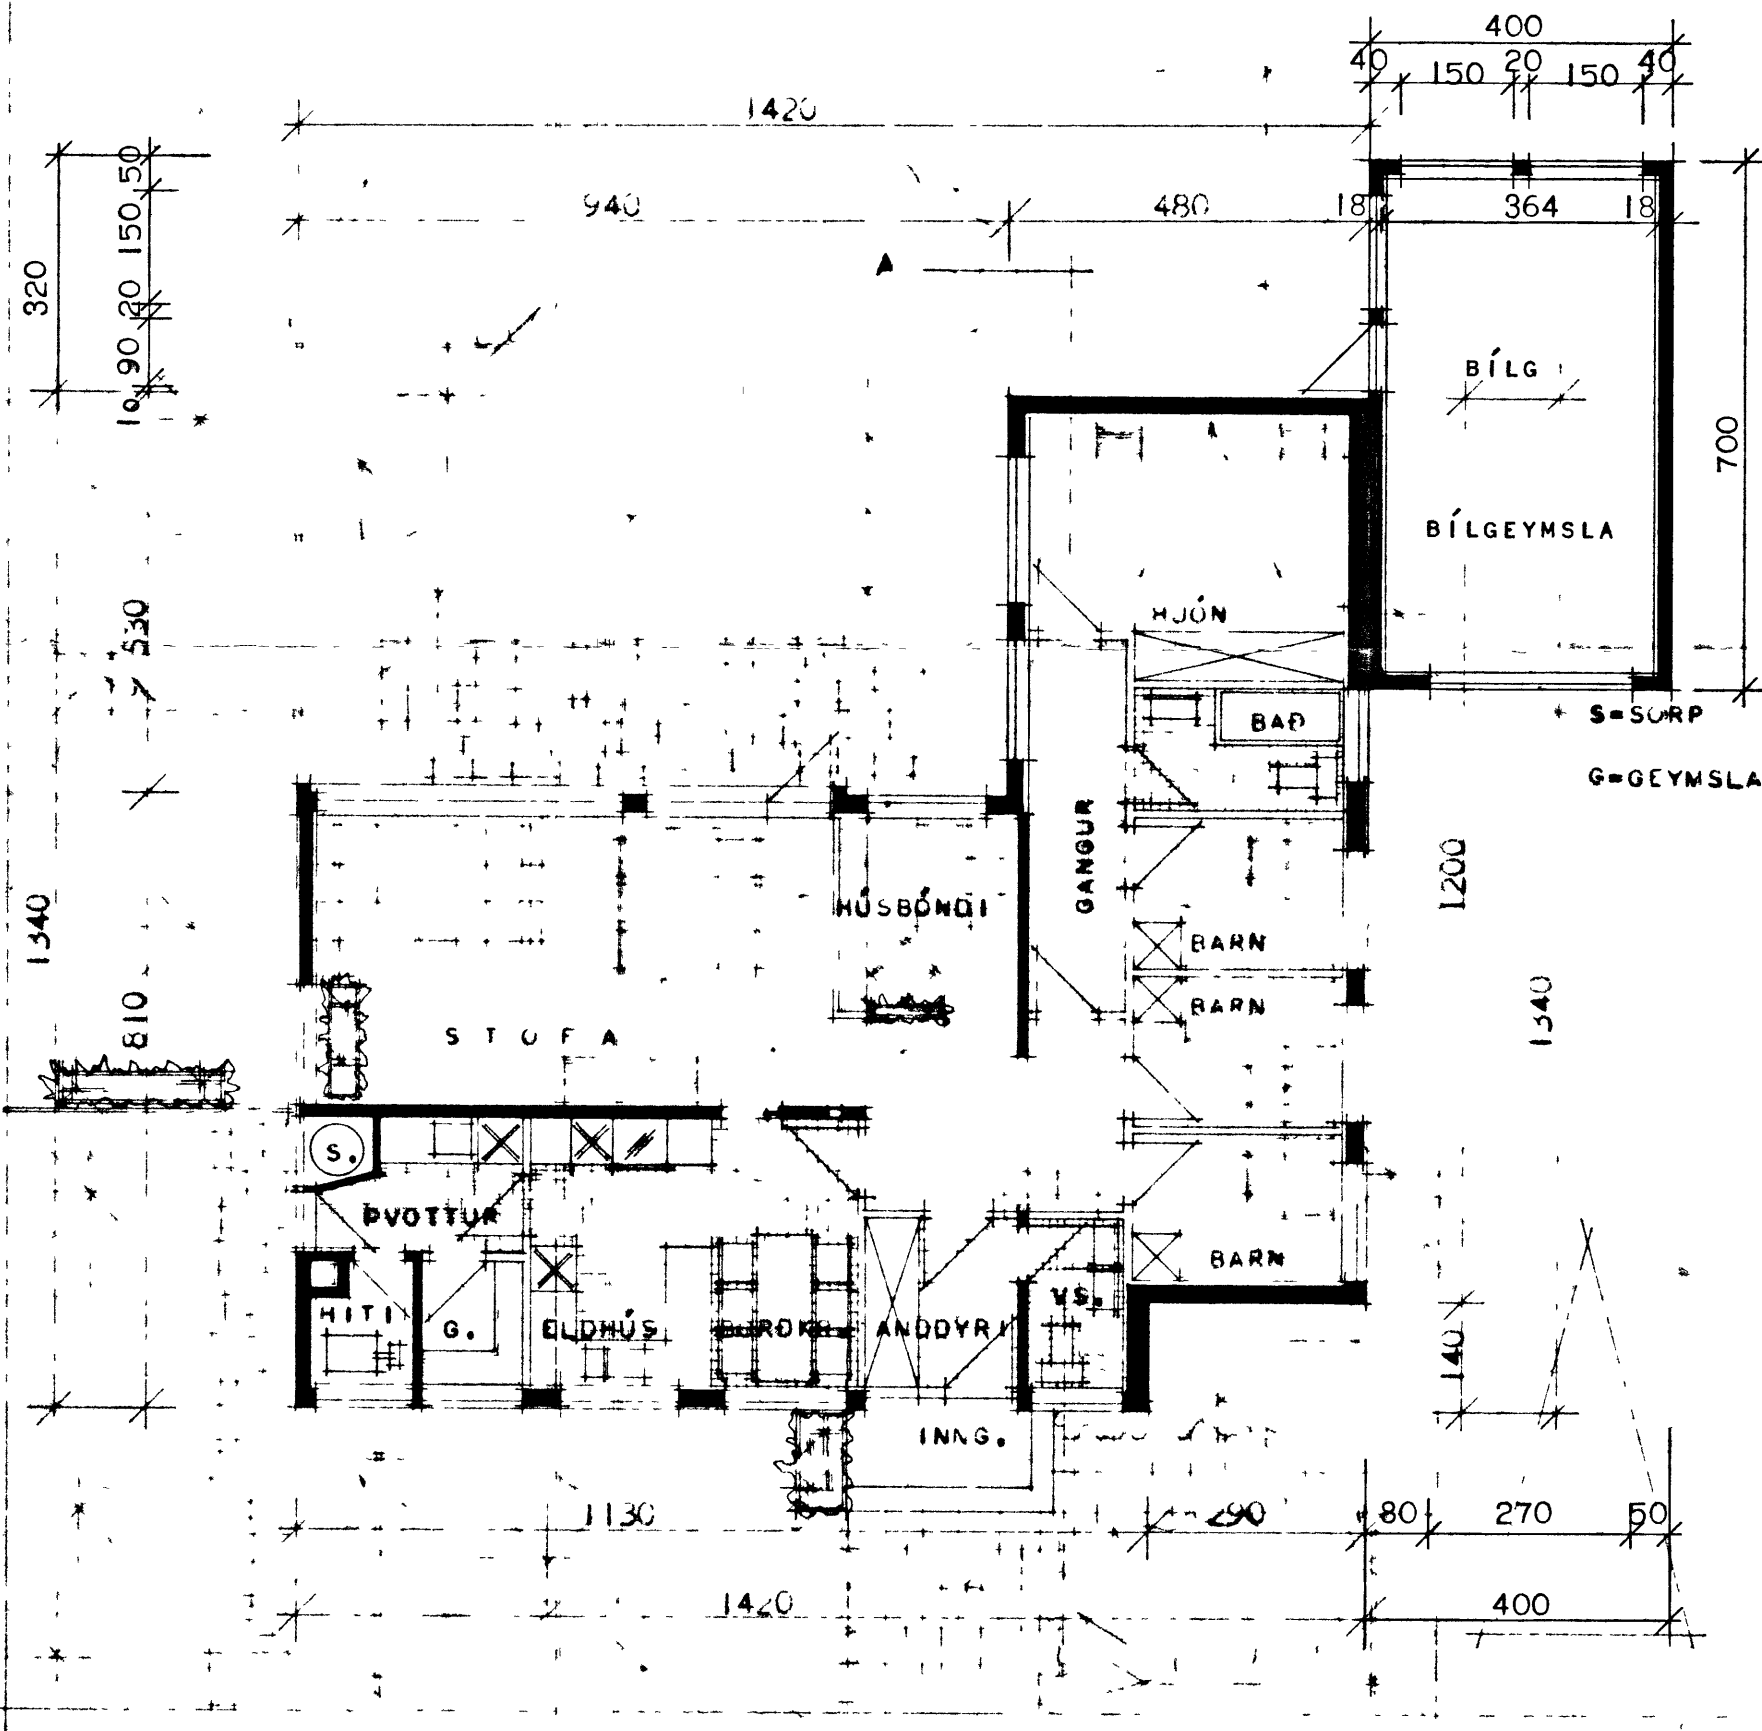 400
40 150 20 150 40
1420
940 480 18 364 18
50
150
20
90
10
320
A
BÍLG
700
BÍLGEYMSLA
HJÓN
530
BAÐ
S=SORP
G=GEYMSLA
GANGUR
1200
HÚSBÓNDI
1340
BARN
BARN
1340
810
STOFA
S.
ÞVOTTUR
BARN
HITI
G.
ELDHÚS
ANDDYRI
VS.
140
INNG.
1130 290 80 270 50
1420 400